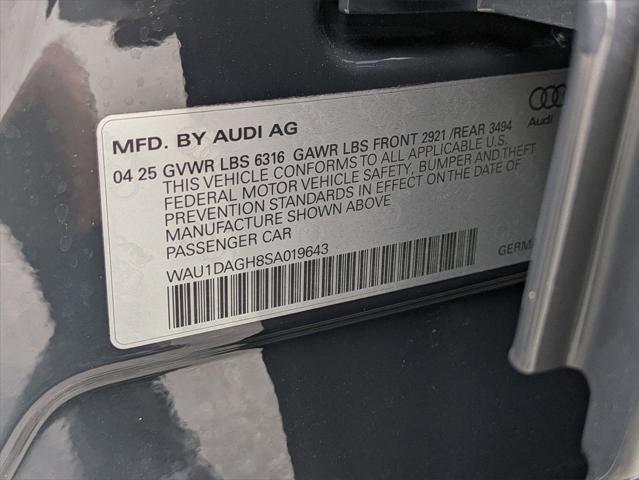 MFD. BY AUDI AG
Audi
04 25 GVWR LBS 6316 GAWR LBS FRONT 2921 /REAR 3494
THIS VEHICLE CONFORMS TO ALL APPLICABLE U.S.
FEDERAL MOTOR VEHICLE SAFETY, BUMPER AND THEFT
PREVENTION STANDARDS IN EFFECT ON THE DATE OF
MANUFACTURE SHOWN ABOVE
PASSENGER CAR
WAU1DAGH8SA019643